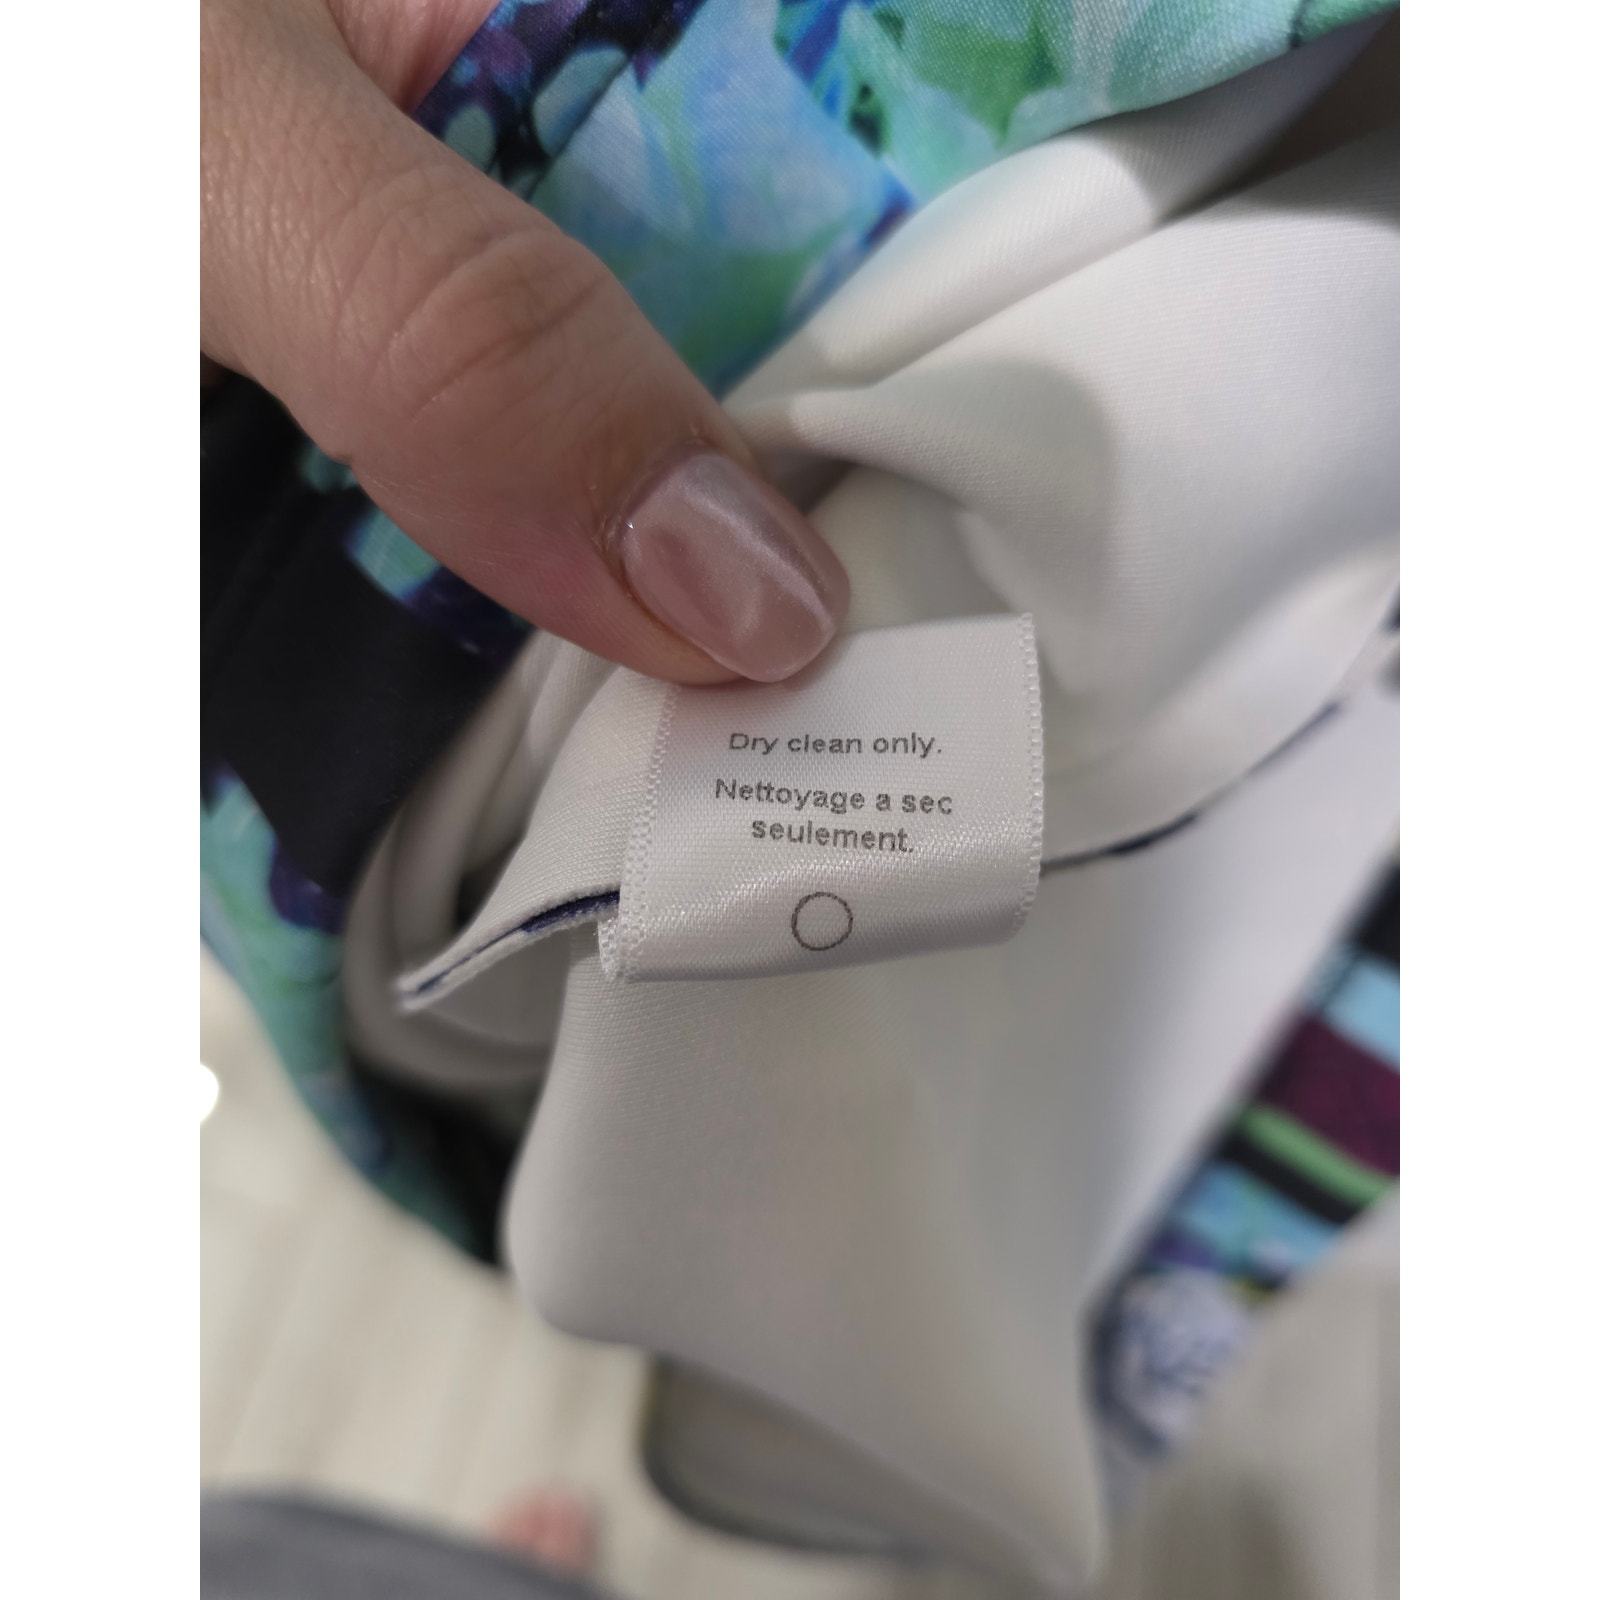 Dry clean only.
Nettoyage a sec
seulement.